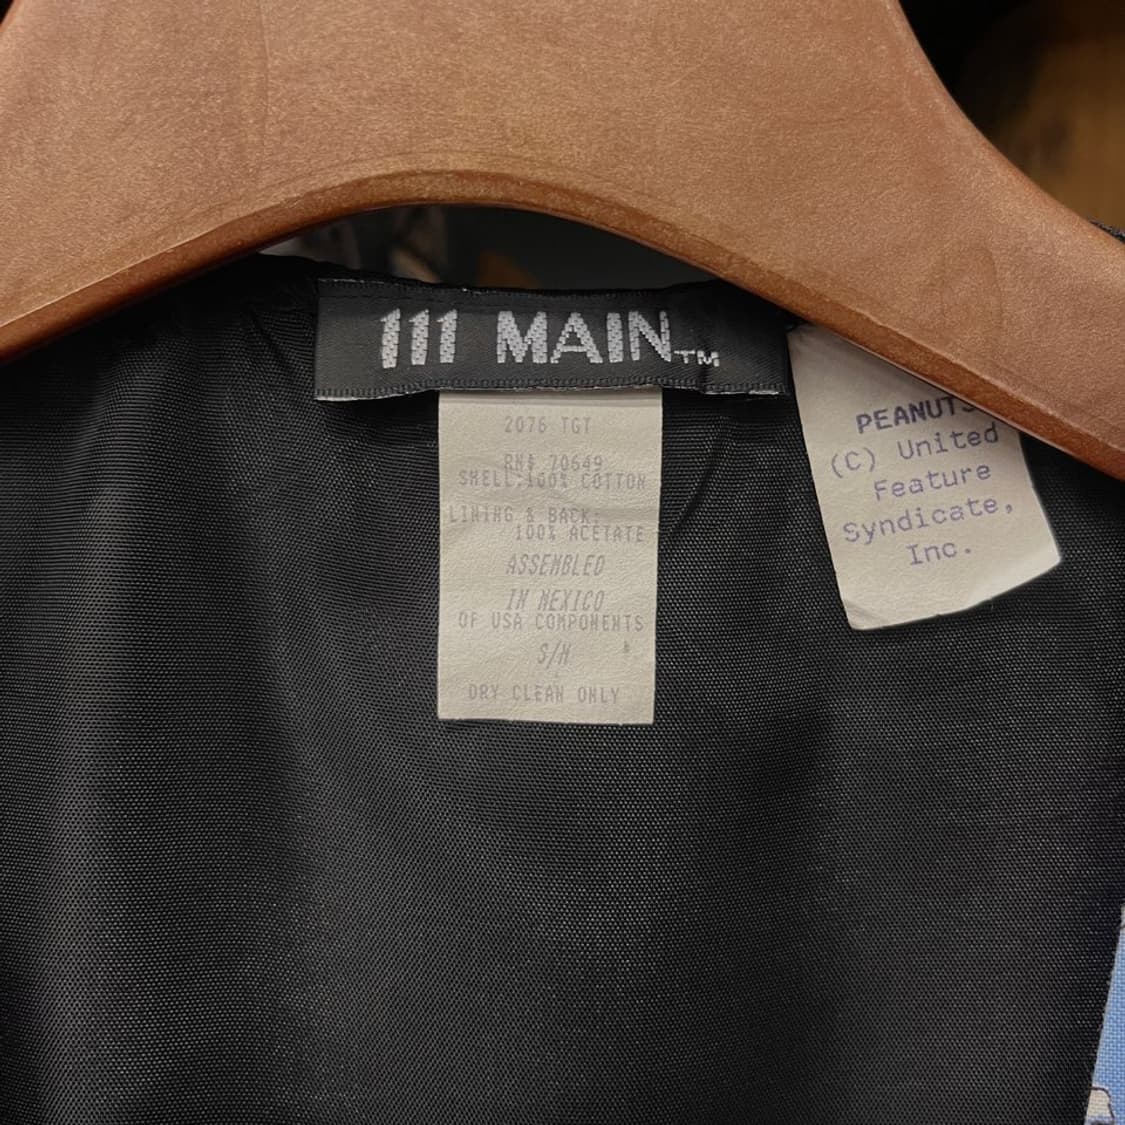 111 MAIN™
2076 TGT
RN# 70649
SHELL:100% COTTON
LINING & BACK:
100% ACETATE
ASSEMBLED
IN MEXICO
OF USA COMPONENTS
S/M
DRY CLEAN ONLY
PEANUTS
(C) United
Feature
Syndicate,
Inc.